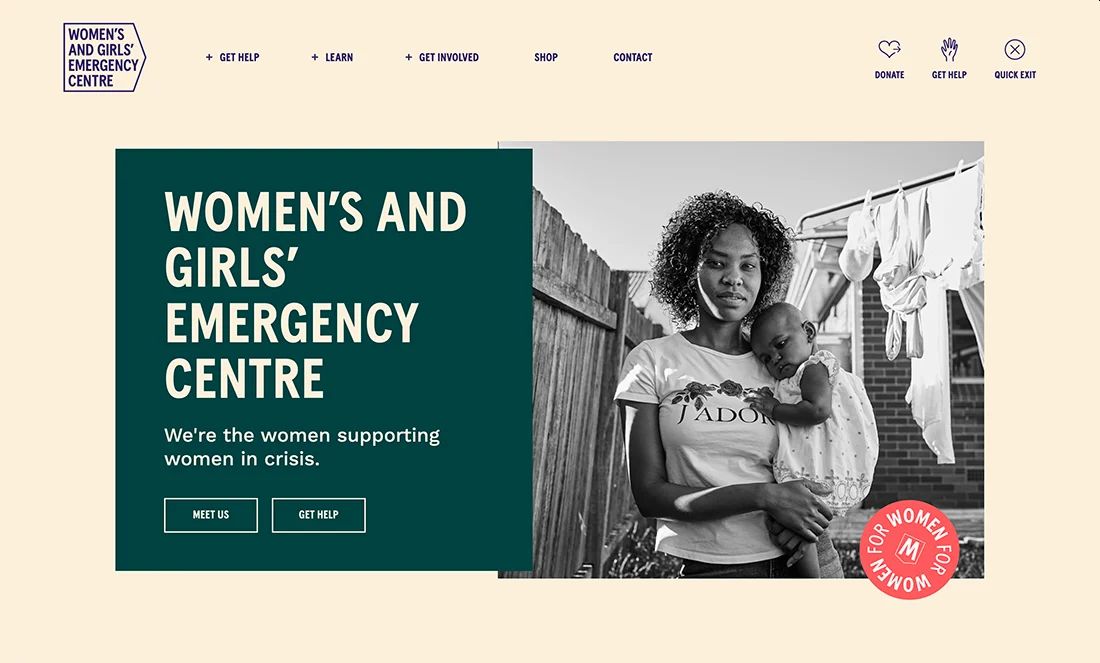 WOMEN'S
AND GIRLS'
EMERGENCY
CENTRE
+ GET HELP
+ LEARN
+ GET INVOLVED
SHOP
CONTACT
DONATE
GET HELP
QUICK EXIT
WOMEN'S AND
GIRLS'
EMERGENCY
CENTRE
We're the women supporting
women in crisis.
MEET US
GET HELP
J'ADOR
WOMEN FOR WOMEN FOR
W